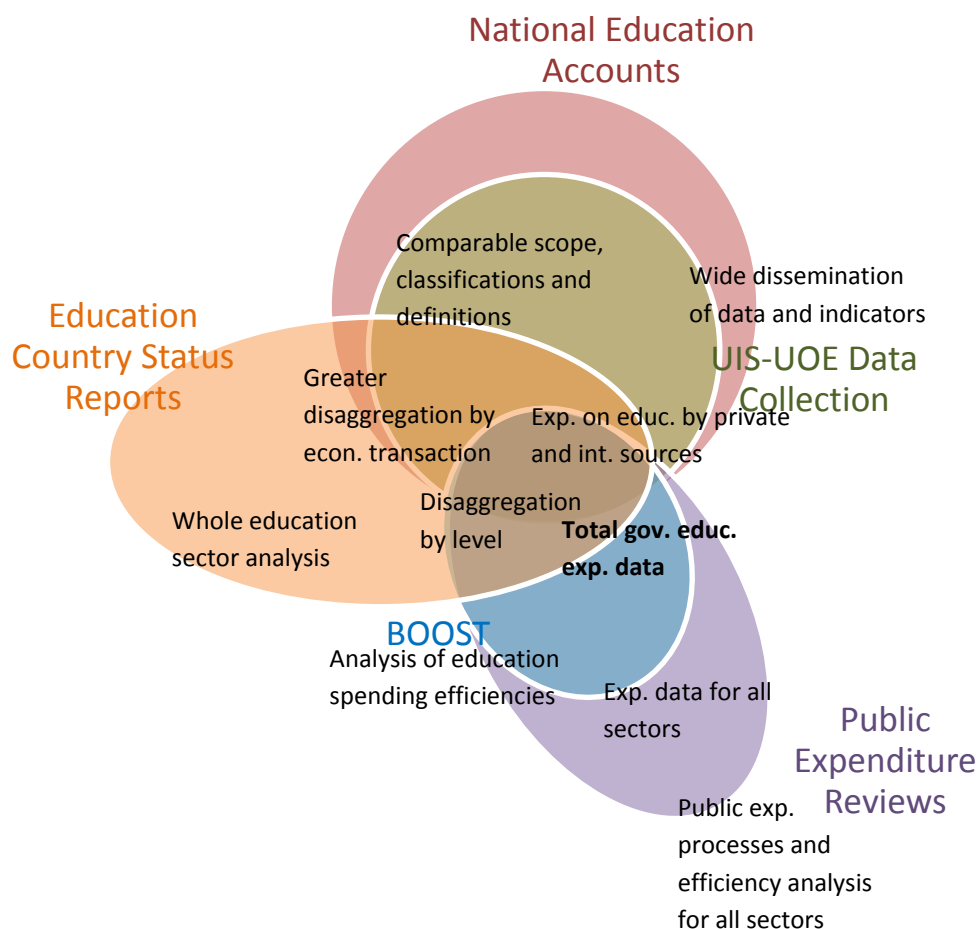 National Education
Accounts
Comparable scope,
classifications and
definitions
Wide dissemination
of data and indicators
Education
Country Status
Reports
UIS-UOE Data
Collection
Greater
disaggregation by
econ. transaction
Exp. on educ. by private
and int. sources
Disaggregation
by level
Whole education
sector analysis
Total gov. educ.
exp. data
BOOST
Analysis of education
spending efficiencies
Exp. data for all
sectors
Public
Expenditure
Reviews
Public exp.
processes and
efficiency analysis
for all sectors